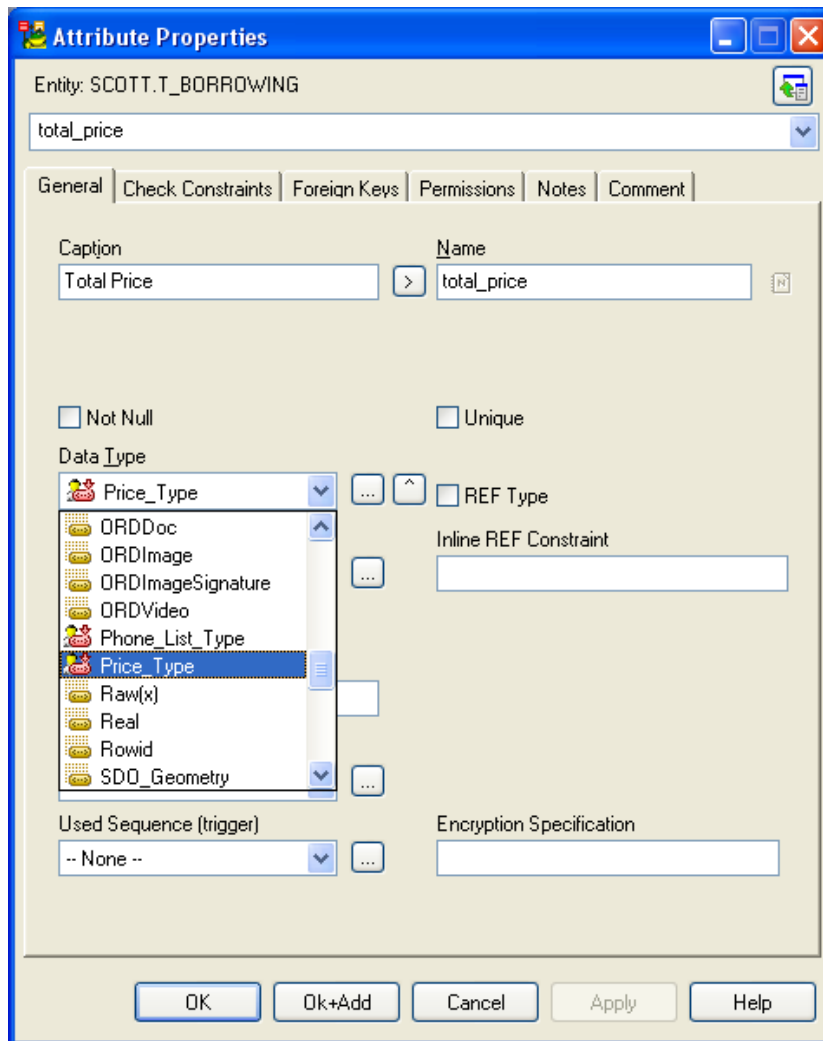 Attribute Properties
Entity: SCOTT.T_BORROWING
total_price
General Check Constraints Foreign Keys Permissions Notes Comment
Caption Name
Total Price > total_price
Not Null Unique
Data Type
Price_Type ... ^ REF Type
ORDDoc Inline REF Constraint
ORDImage
ORDImageSignature ...
ORDVideo
Phone_List_Type
Price_Type
Raw(x)
Real
Rowid
SDO_Geometry ...
Used Sequence (trigger) Encryption Specification
-- None -- ...
OK Ok+Add Cancel Apply Help